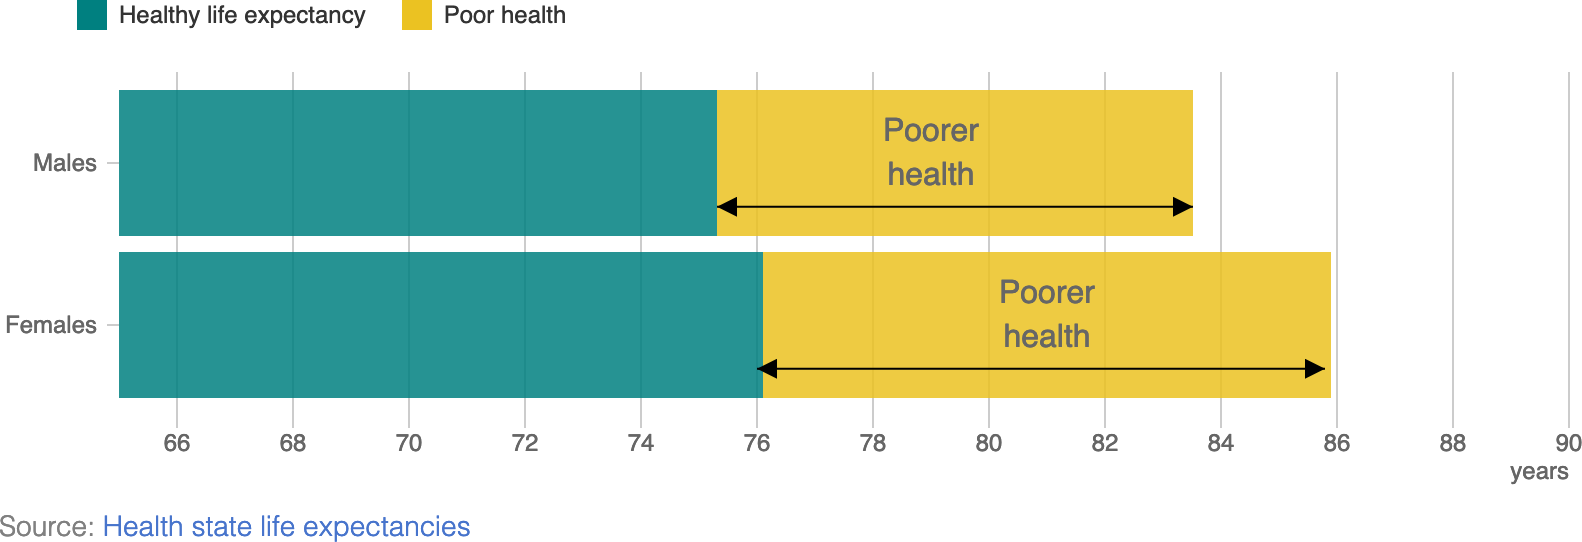 Healthy life expectancy Poor health
Males
Poorer
health
Females
Poorer
health
66 68 70 72 74 76 78 80 82 84 86 88 90
years
Source: Health state life expectancies